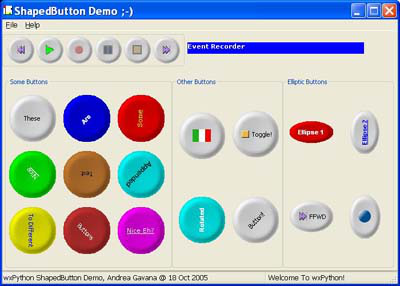 ShapedButton Demo ;-)
File Help
Event Recorder
Some Buttons
These
Are
Some
Text
Appended
To Different
Buttons
Nice Eh?
Other Buttons
Toggle!
Rotated
Button!
Elliptic Buttons
Ellipse 1
Ellipse 2
FFWD
wxPython ShapedButton Demo, Andrea Gavana @ 18 Oct 2005
Welcome To wxPython!